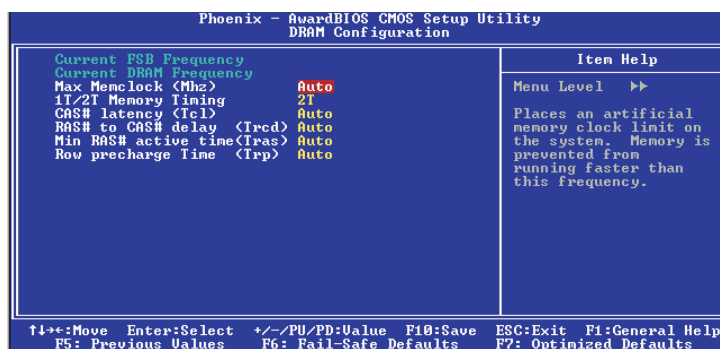 Phoenix - AwardBIOS CMOS Setup Utility
DRAM Configuration
Current FSB Frequency
Current DRAM Frequency
Max Memclock (Mhz) Auto
1T/2T Memory Timing 2T
CAS# latency (Tcl) Auto
RAS# to CAS# delay (Trcd) Auto
Min RAS# active time(Tras) Auto
Row precharge Time (Trp) Auto
Item Help
Menu Level ▶▶
Places an artificial
memory clock limit on
the system. Memory is
prevented from
running faster than
this frequency.
↑↓→←:Move Enter:Select +/-/PU/PD:Value F10:Save ESC:Exit F1:General Help
F5: Previous Values F6: Fail-Safe Defaults F7: Optimized Defaults